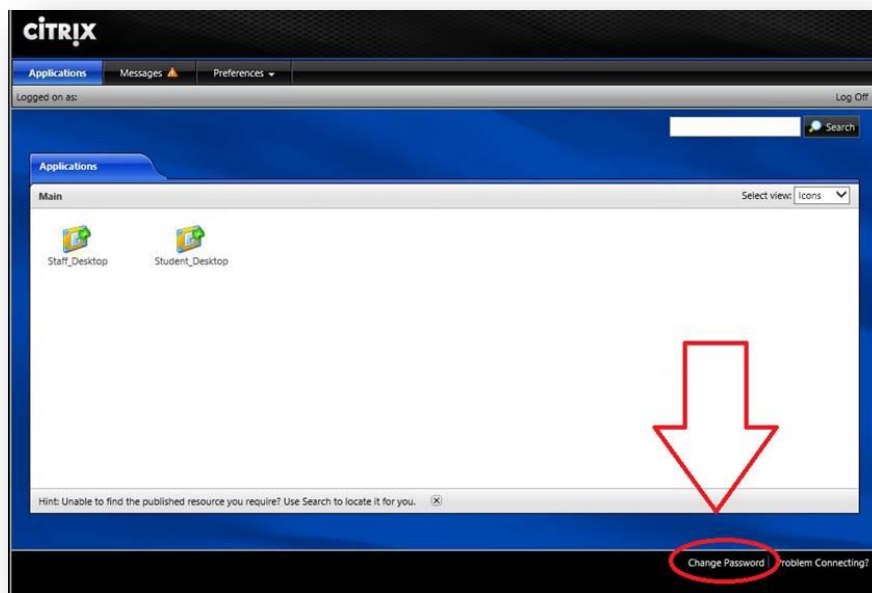 CITRIX
Applications Messages Preferences
Logged on as: Log Off
Search
Applications
Main Select view: Icons
Staff_Desktop Student_Desktop
Hint: Unable to find the published resource you require? Use Search to locate it for you.
Change Password Problem Connecting?